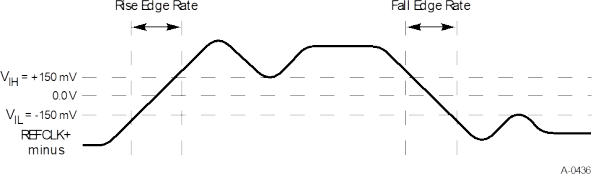 Rise Edge Rate
Fall Edge Rate
VIH = +150 mV
0.0 V
VIL = -150 mV
REFCLK+
minus
A-0436